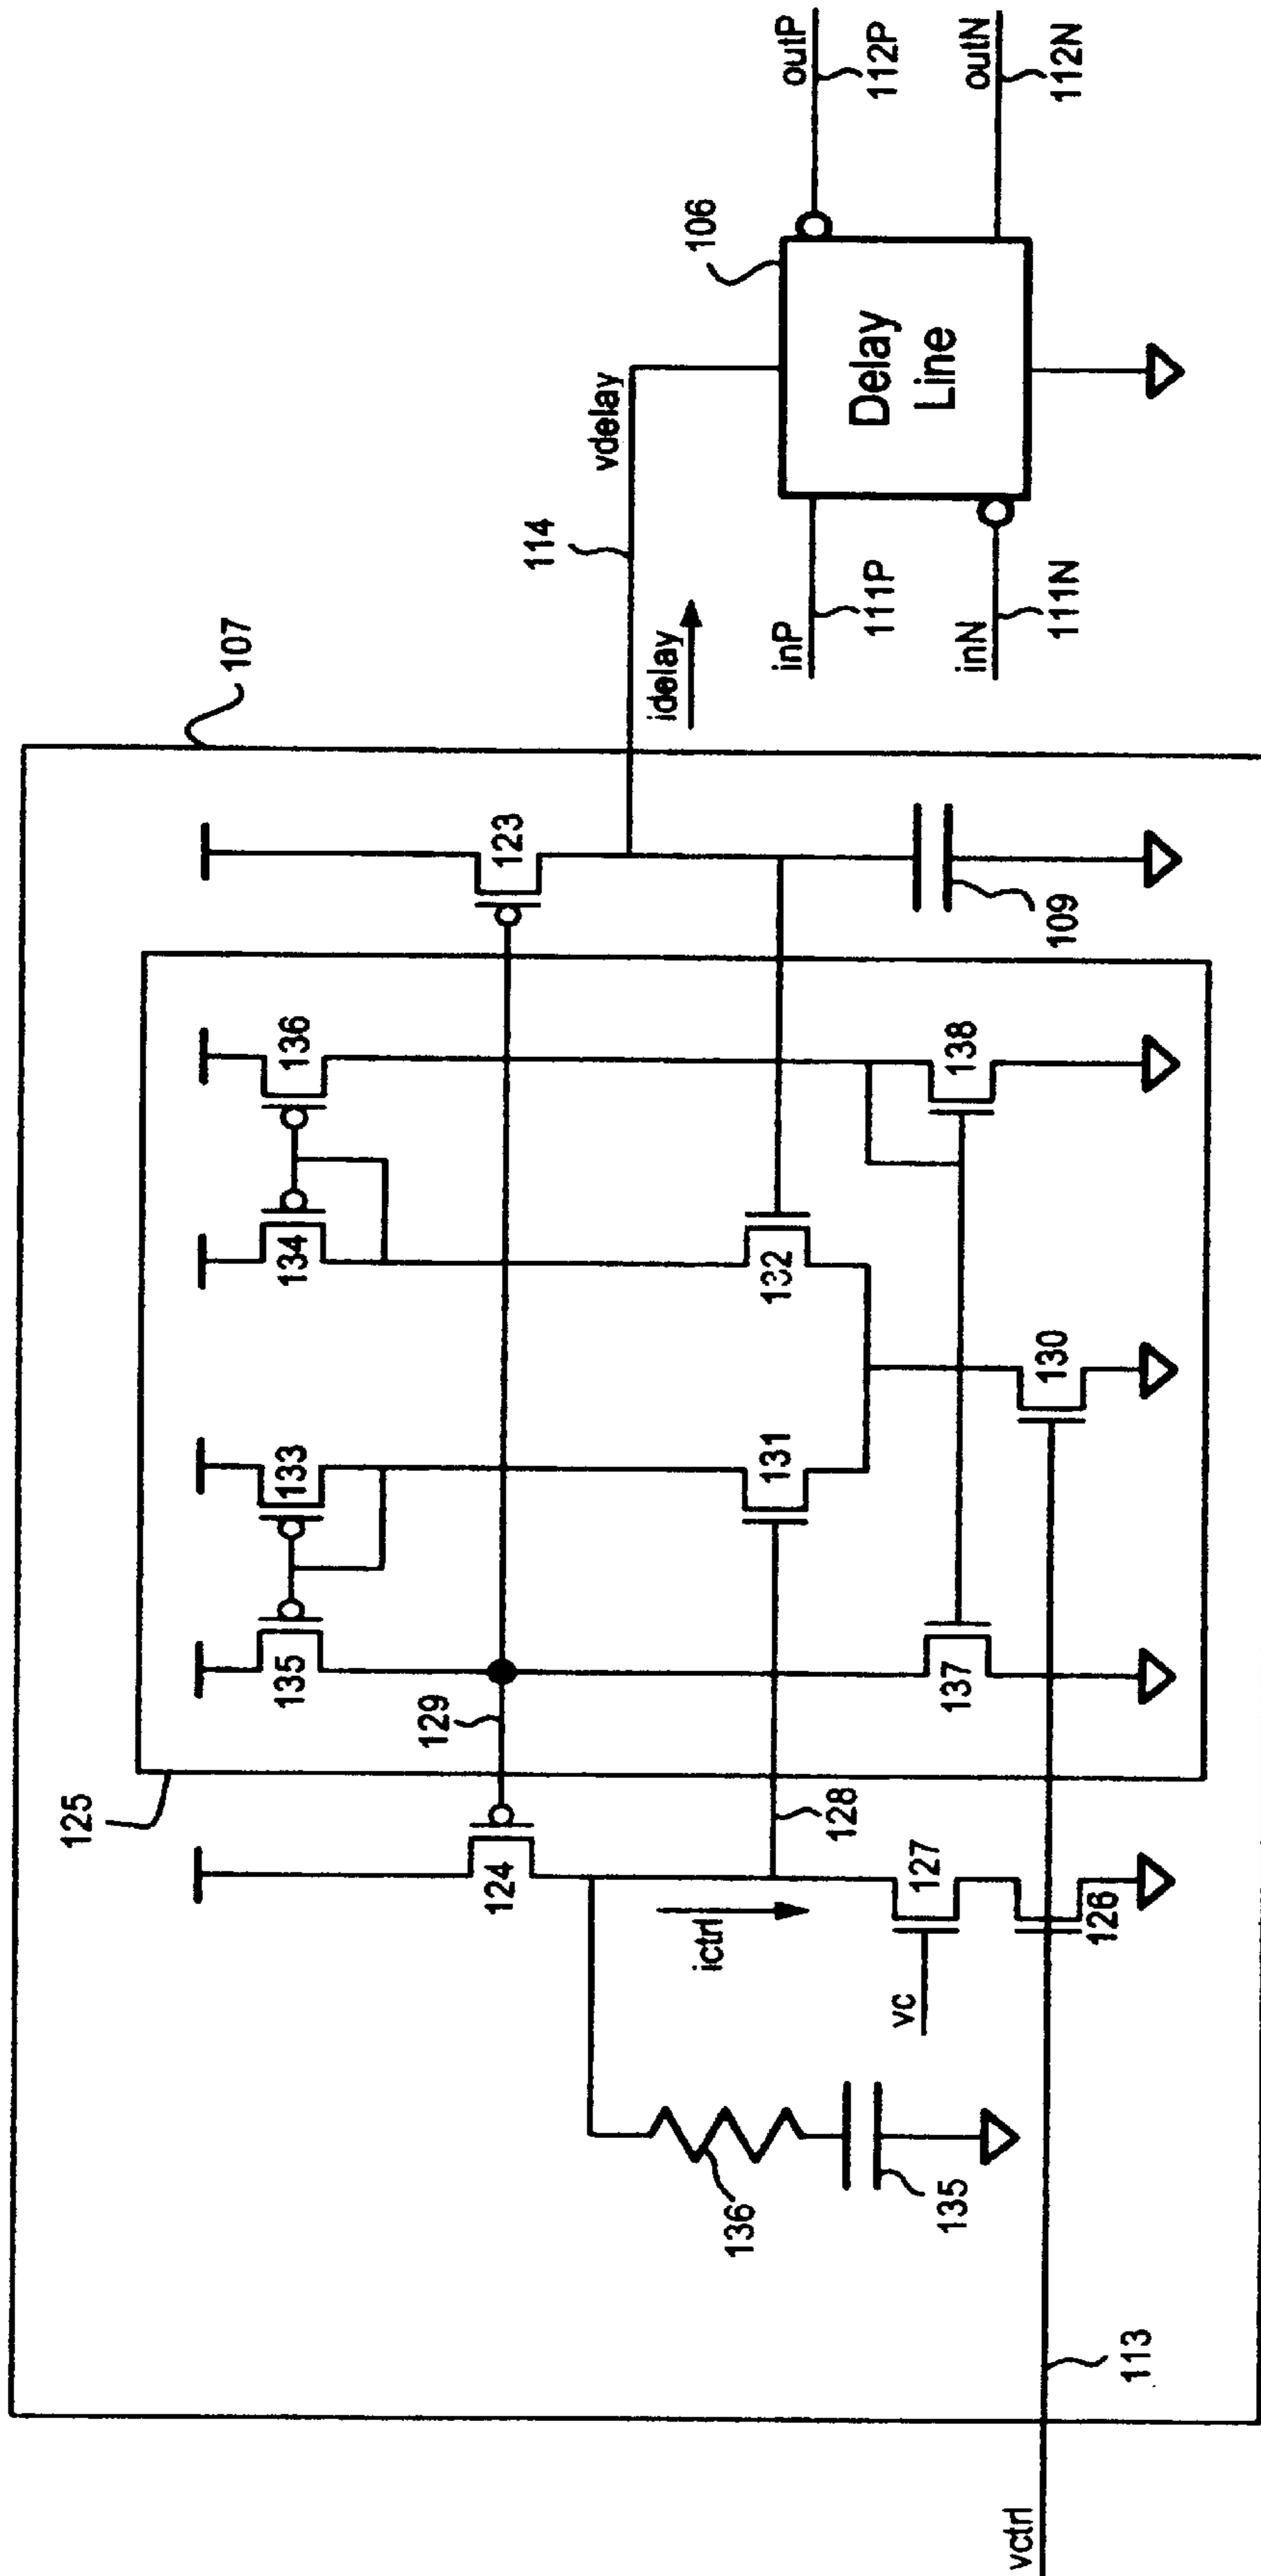 107
125
135
133
134
136
129
124
123
114
vdelay
idelay
106
Delay
Line
inP
111P
inN
111N
outP
112P
outN
112N
128
131
132
ictrl
vc
127
126
136
135
137
130
138
109
113
vctrl